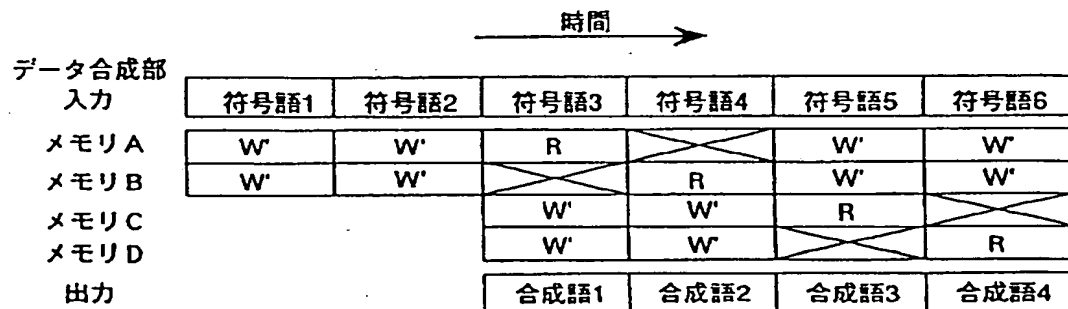 時間
データ合成部
入力 符号語1 符号語2 符号語3 符号語4 符号語5 符号語6
メモリA W' W' R W' W'
メモリB W' W' R W' W'
メモリC W' W' R
メモリD W' W' R
出力 合成語1 合成語2 合成語3 合成語4